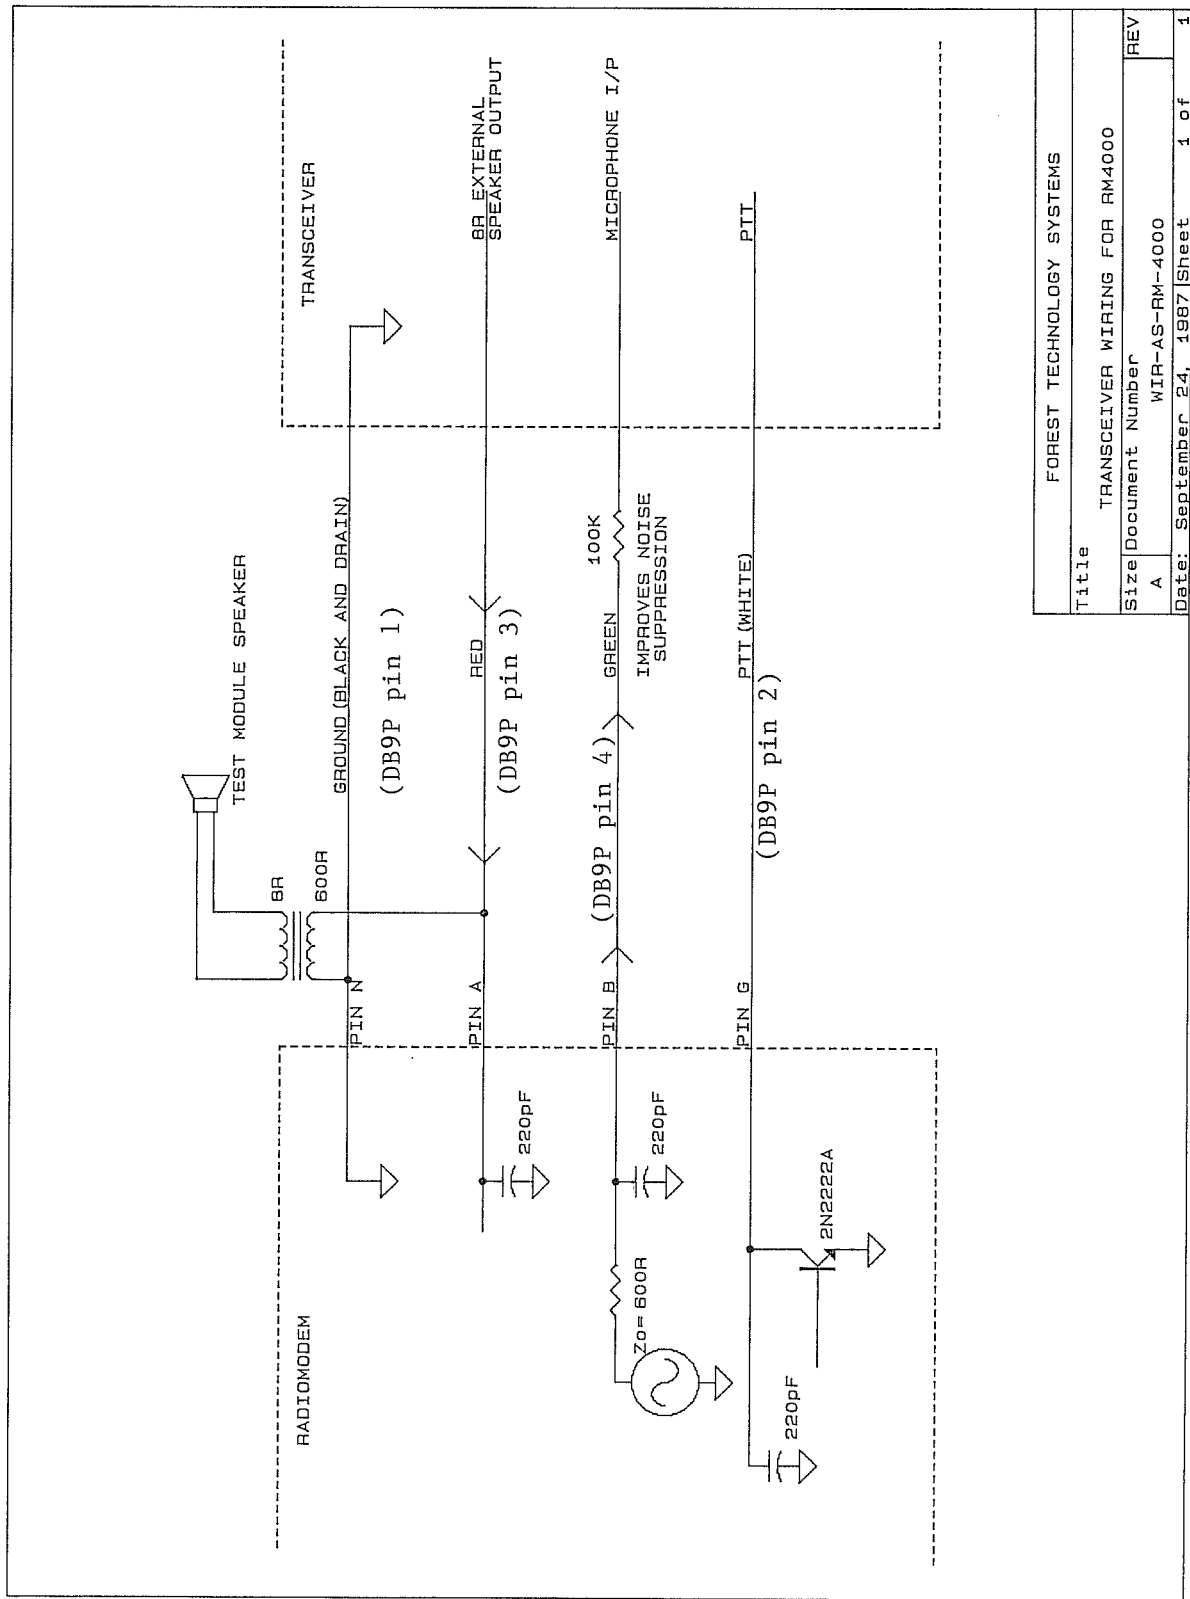 RADIOMODEM
TRANSCEIVER
TEST MODULE SPEAKER
8R
600R
PIN N
GROUND(BLACK AND DRAIN)
(DB9P pin 1)
PIN A
RED
(DB9P pin 3)
8R EXTERNAL
SPEAKER OUTPUT
220pF
PIN B
(DB9P pin 4)
GREEN
100K
IMPROVES NOISE
SUPPRESSION
MICROPHONE I/P
Zo= 600R
220pF
PIN G
(DB9P pin 2)
PTT(WHITE)
PTT
220pF
2N2222A
FOREST TECHNOLOGY SYSTEMS
Title
TRANSCEIVER WIRING FOR RM4000
Size Document Number REV
A WIR-AS-RM-4000
Date: September 24, 1987 Sheet 1 of 1